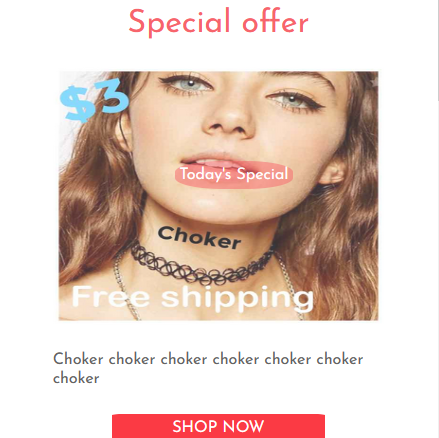 Special offer
$3
Today's Special
Choker
Free shipping
Choker choker choker choker choker choker
choker
SHOP NOW